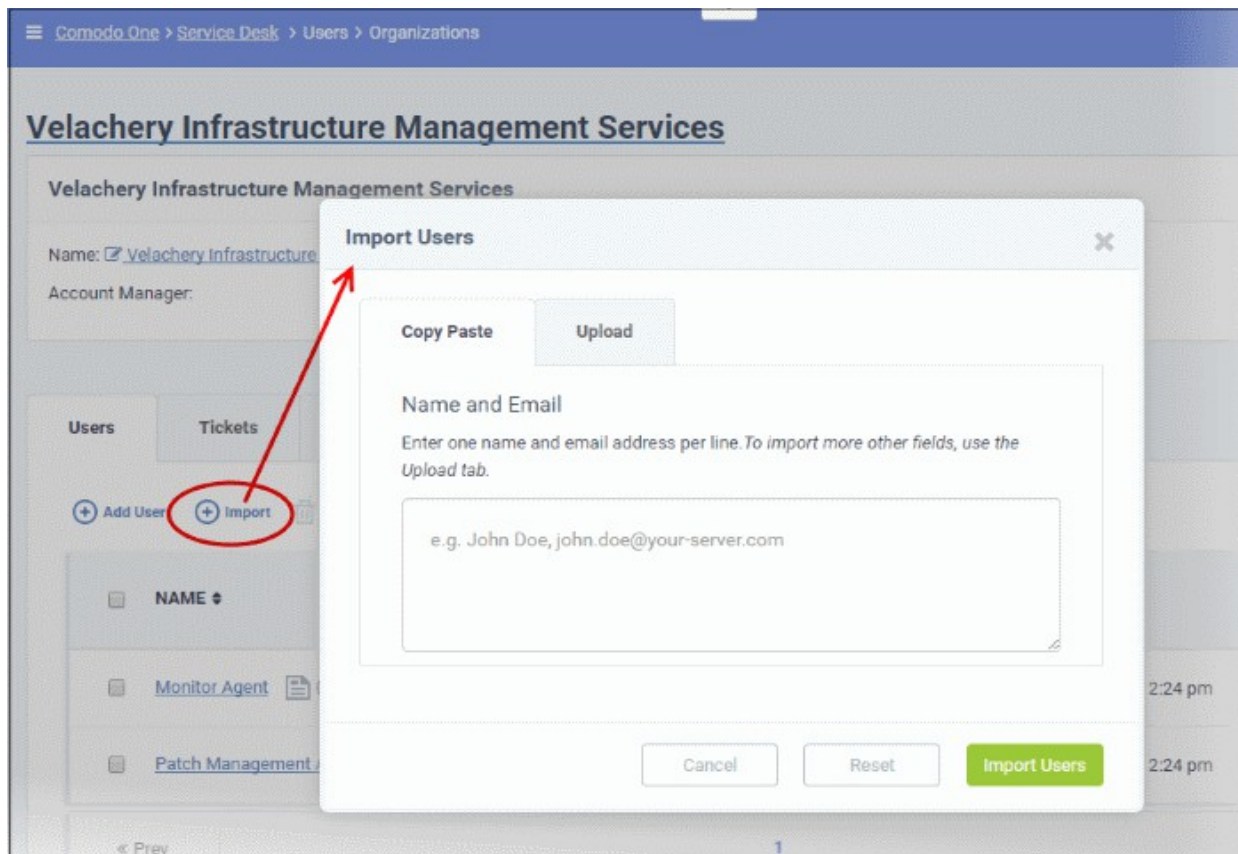 Comodo One > Service Desk > Users > Organizations
Velachery Infrastructure Management Services
Velachery Infrastructure Management Services
Name: Velachery Infrastructure
Account Manager:
Users
Tickets
Add User
Import
NAME
Monitor Agent
2:24 pm
Patch Management
2:24 pm
« Prev
1
Import Users
Copy Paste
Upload
Name and Email
Enter one name and email address per line.To import more other fields, use the
Upload tab.
e.g. John Doe, john.doe@your-server.com
Cancel
Reset
Import Users